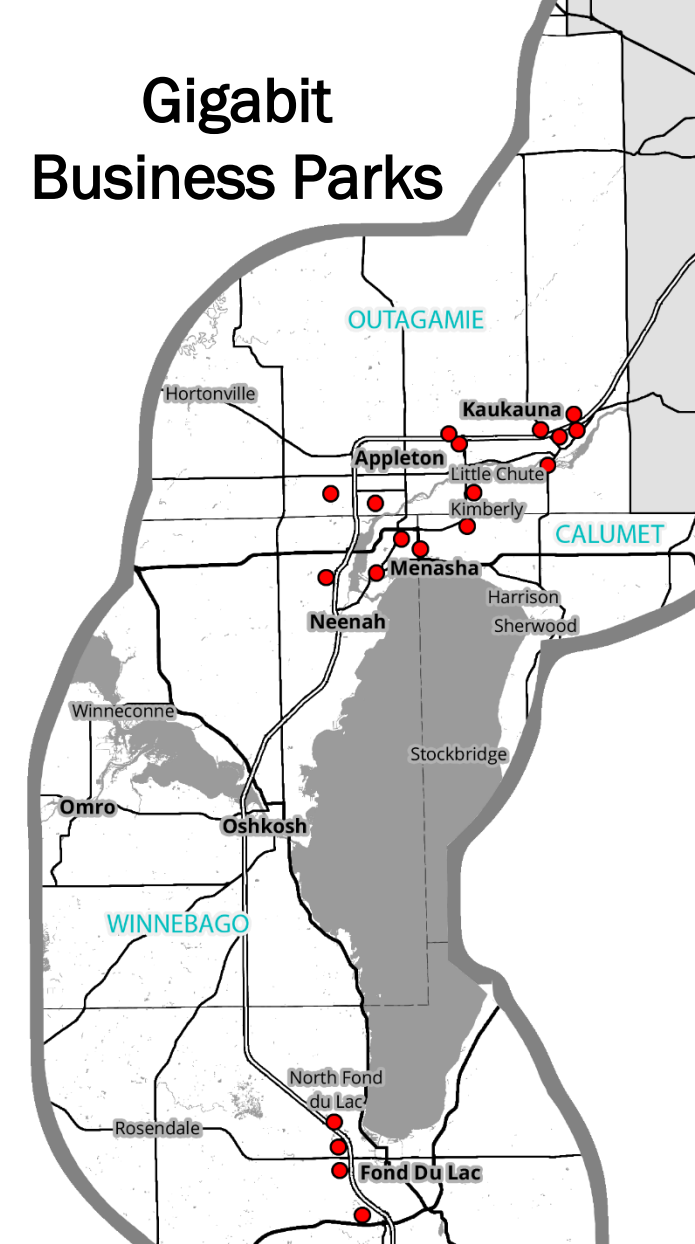 Gigabit
Business Parks
OUTAGAMIE
Hortonville
Kaukauna
Appleton
Little Chute
Kimberly
CALUMET
Menasha
Harrison
Neenah
Sherwood
Winneconne
Stockbridge
Omro
Oshkosh
WINNEBAGO
North Fond
du Lac
Rosendale
Fond Du Lac